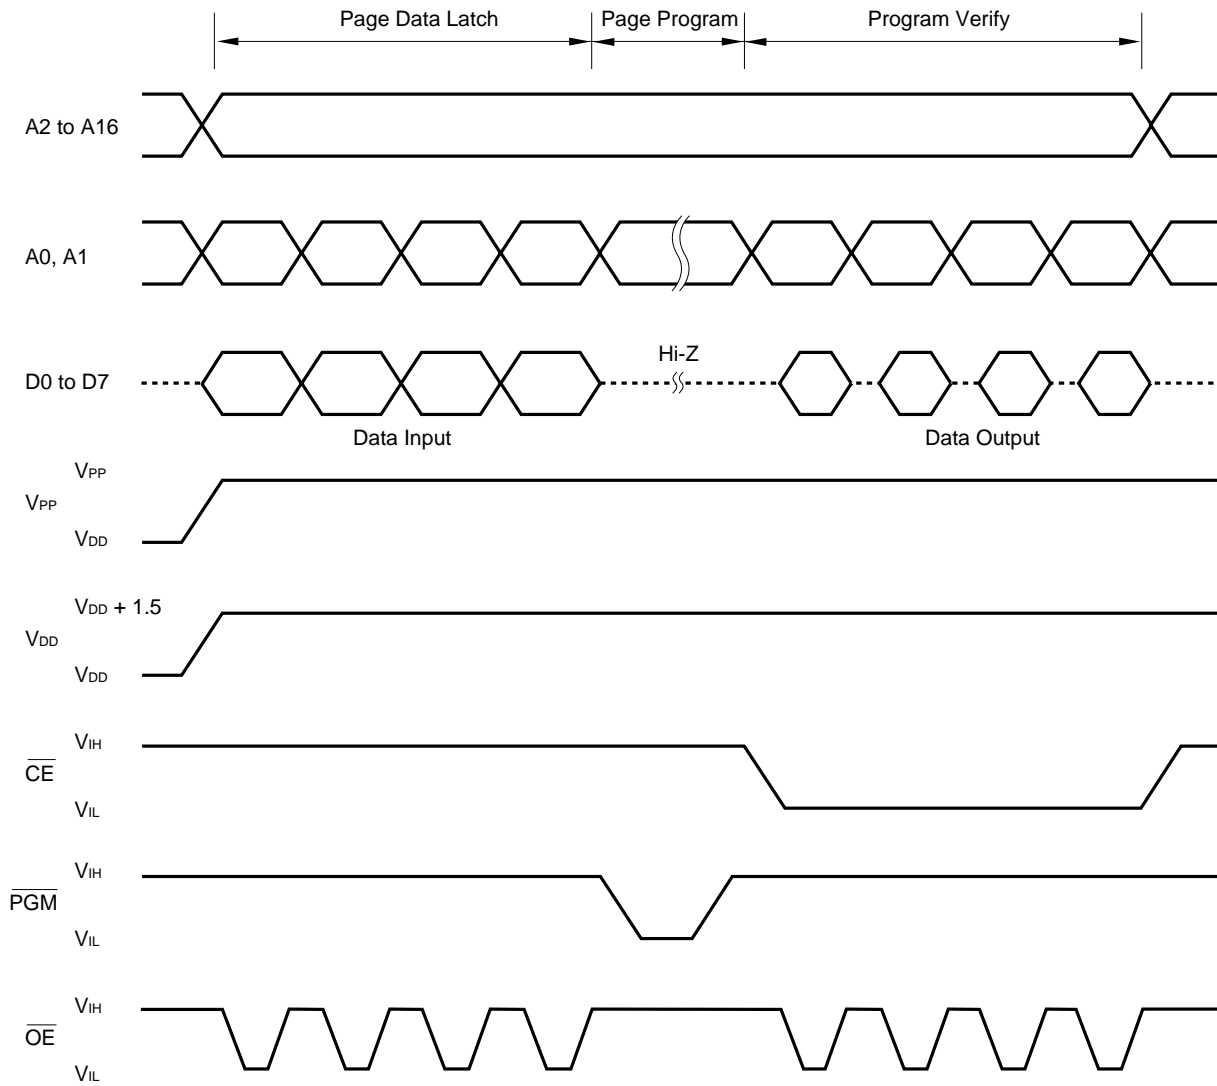 Page Data Latch
Page Program
Program Verify
A2 to A16
A0, A1
D0 to D7
Hi-Z
Data Input
Data Output
VPP
VPP
VDD
VDD + 1.5
VDD
VDD
VIH
CE
VIL
VIH
PGM
VIL
VIH
OE
VIL